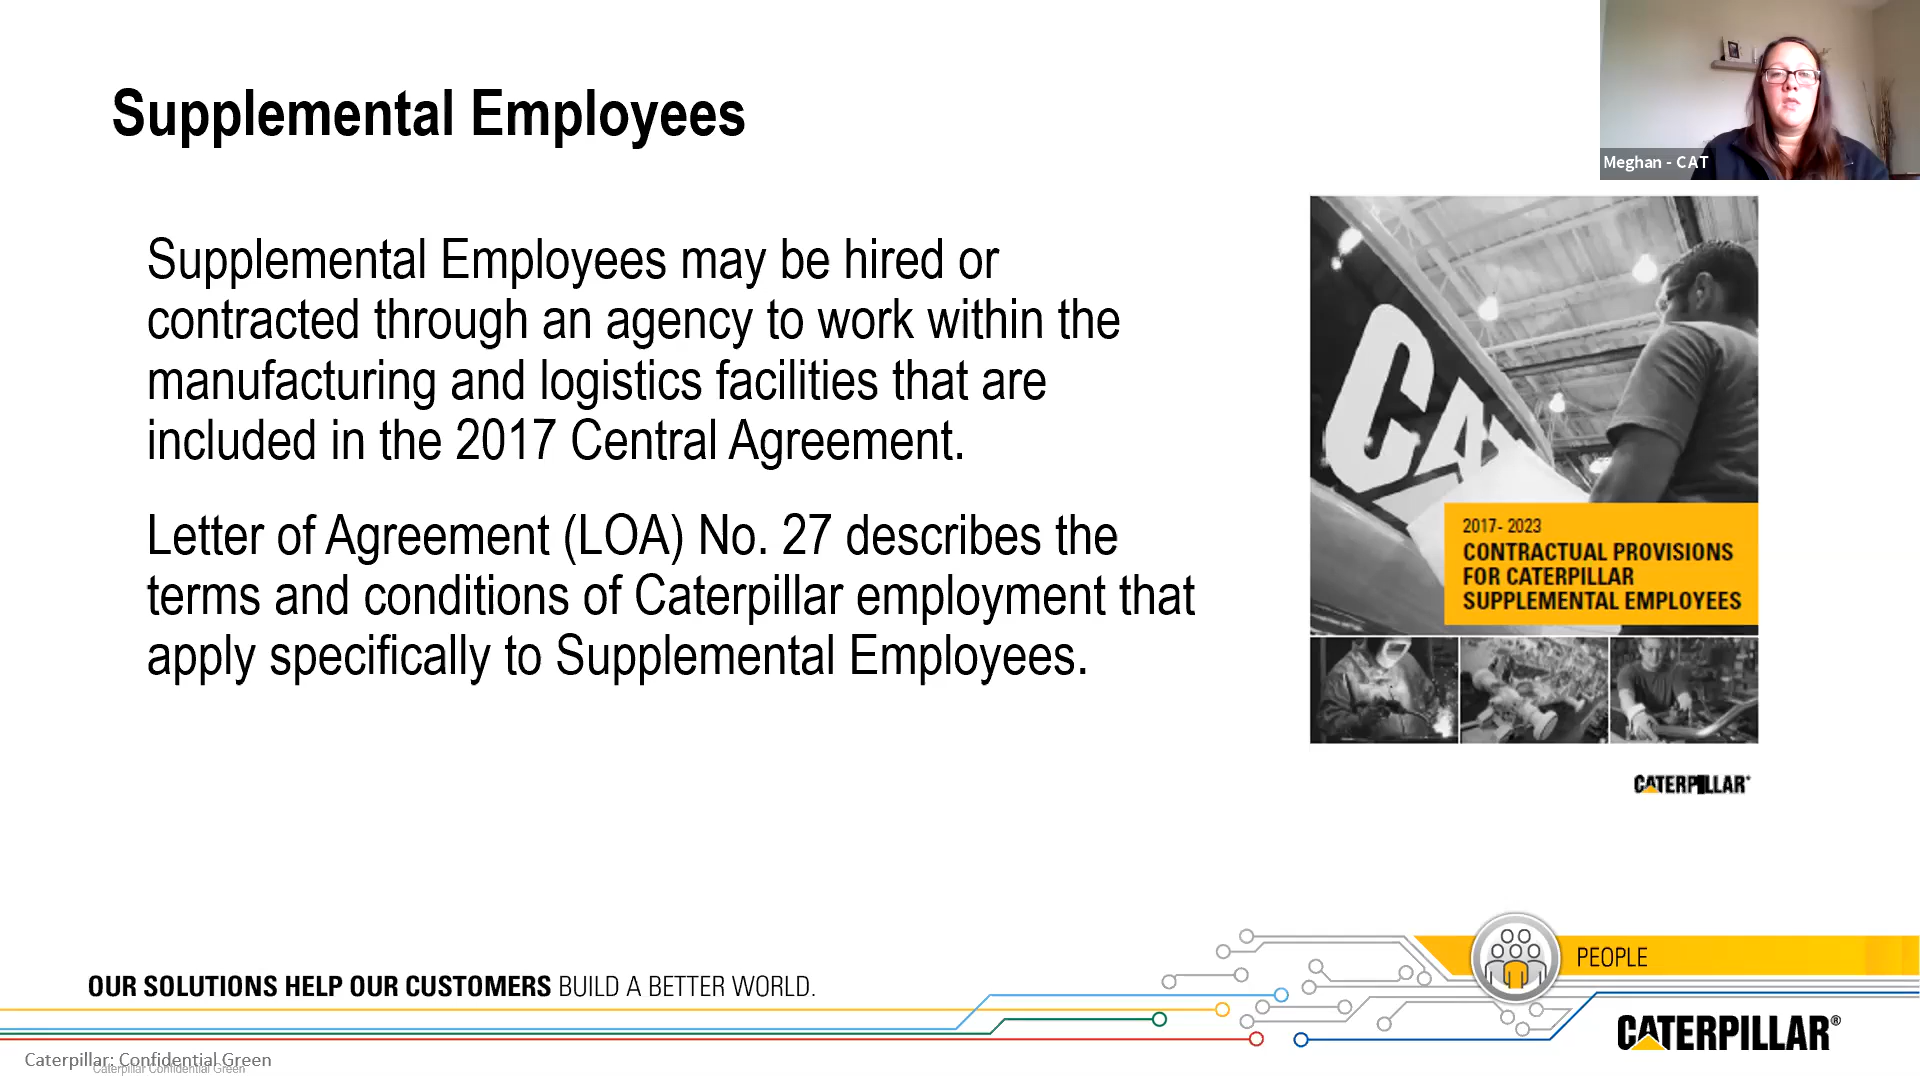 Supplemental Employees
Meghan - CAT
Supplemental Employees may be hired or
contracted through an agency to work within the
manufacturing and logistics facilities that are
included in the 2017 Central Agreement.
Letter of Agreement (LOA) No. 27 describes the
terms and conditions of Caterpillar employment that
apply specifically to Supplemental Employees.
CAT
2017- 2023
CONTRACTUAL PROVISIONS
FOR CATERPILLAR
SUPPLEMENTAL EMPLOYEES
CATERPILLAR®
PEOPLE
OUR SOLUTIONS HELP OUR CUSTOMERS BUILD A BETTER WORLD.
CATERPILLAR®
Caterpillar: Confidential Green
Caterpillar Confidential Green